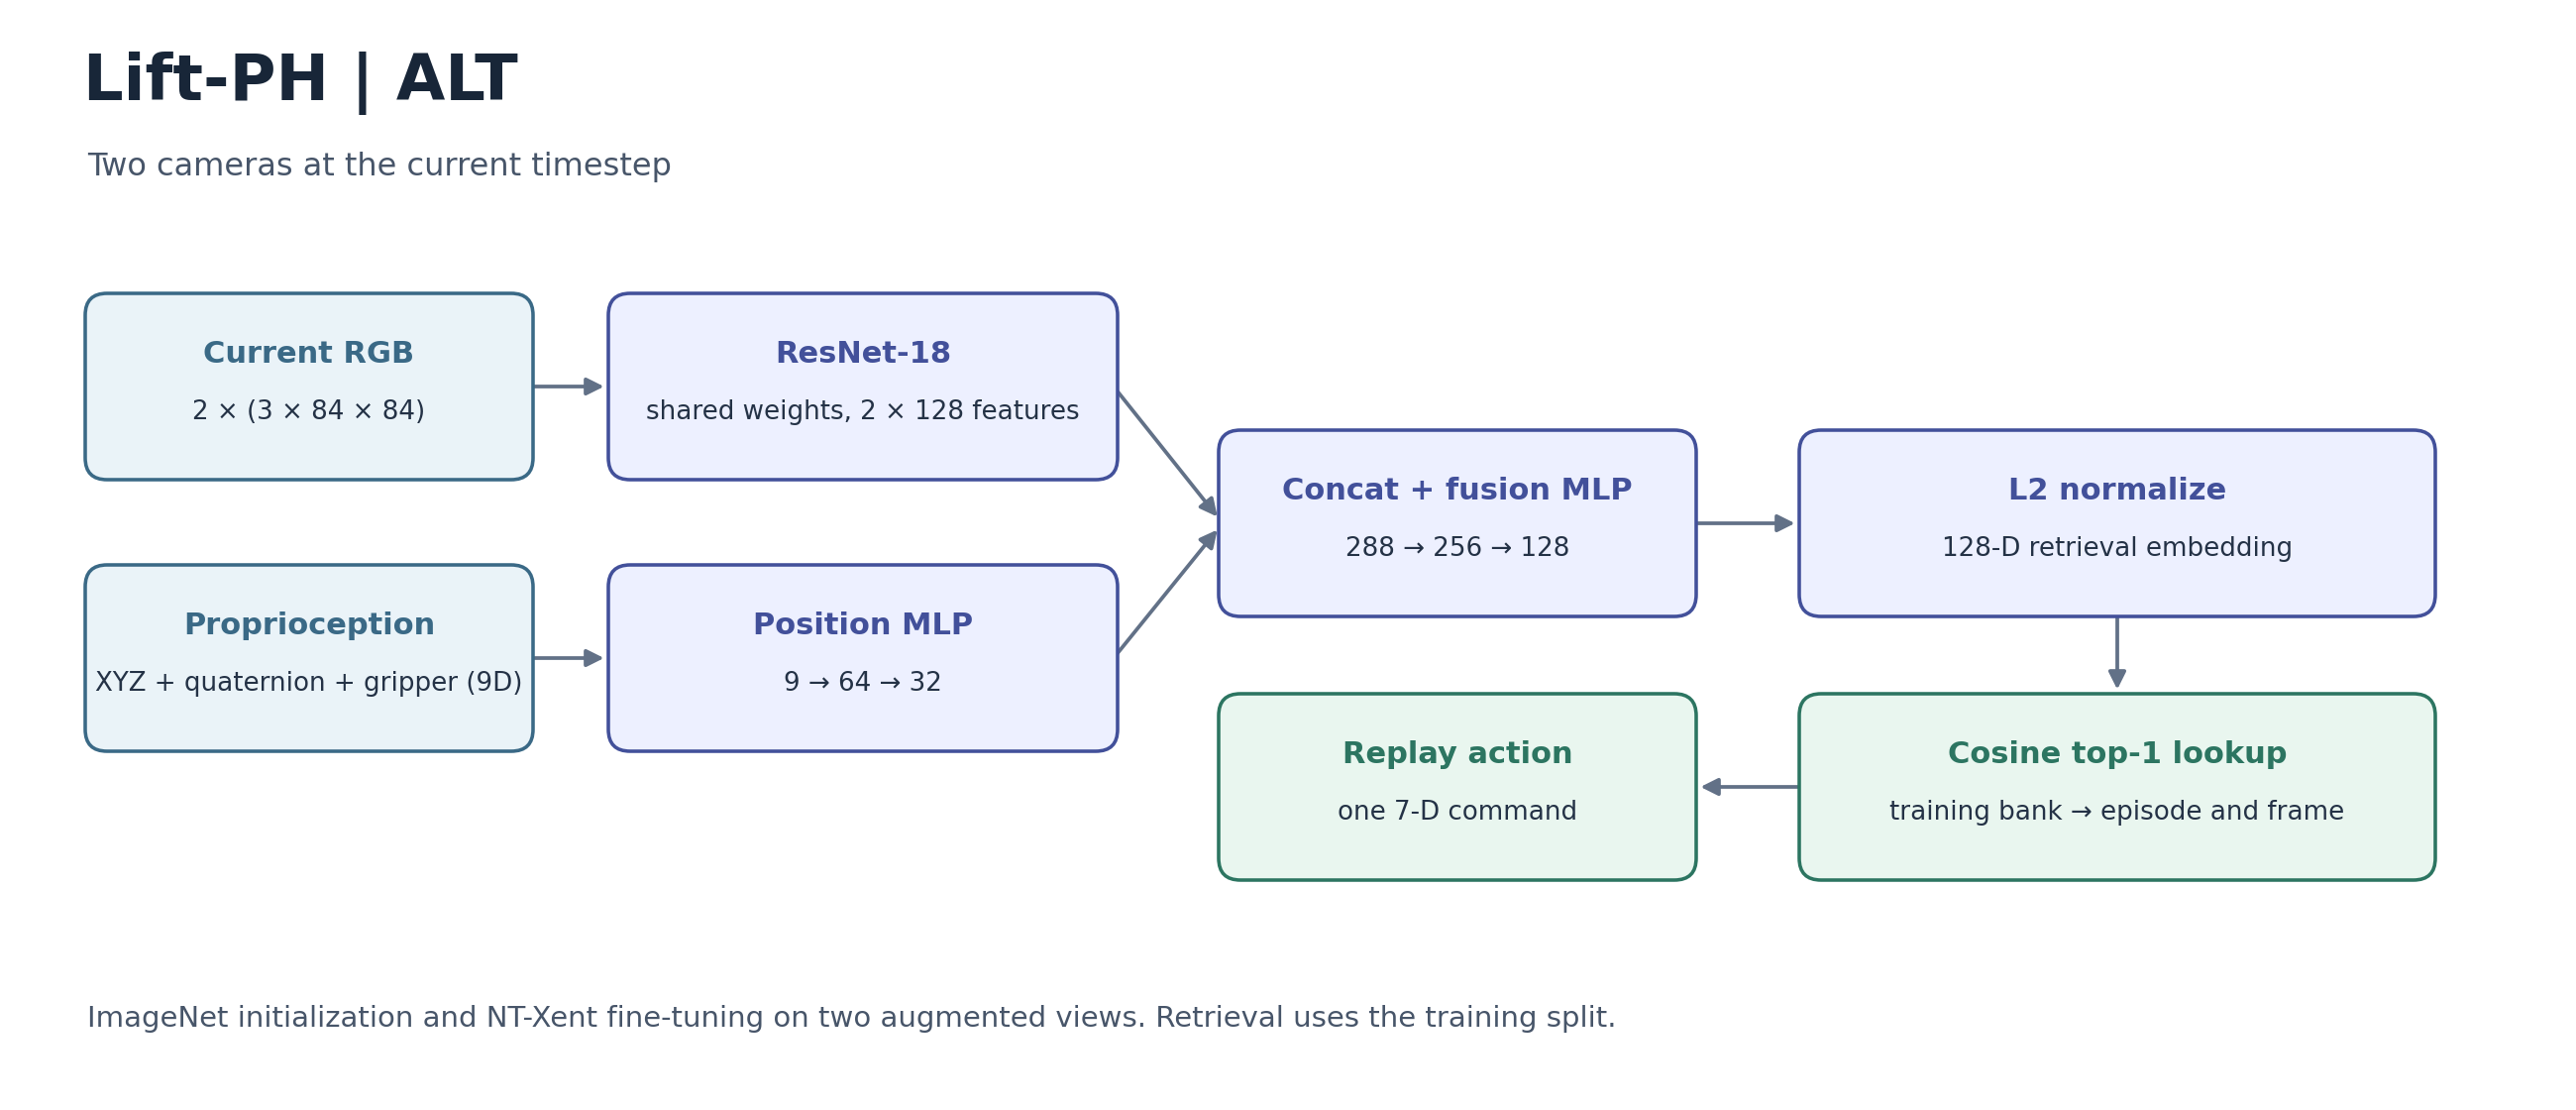 Lift-PH | ALT
Two cameras at the current timestep
Current RGB
2 × (3 × 84 × 84)
ResNet-18
shared weights, 2 × 128 features
Proprioception
XYZ + quaternion + gripper (9D)
Position MLP
9 → 64 → 32
Concat + fusion MLP
288 → 256 → 128
L2 normalize
128-D retrieval embedding
Cosine top-1 lookup
training bank → episode and frame
Replay action
one 7-D command
ImageNet initialization and NT-Xent fine-tuning on two augmented views. Retrieval uses the training split.